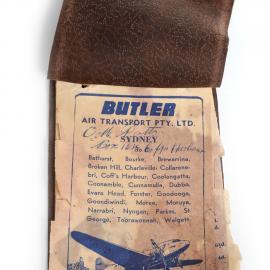 BUTLER
AIR TRANSPORT PTY. LTD.
SYDNEY
Bathurst, Bourke, Brewarrina,
Broken Hill, Charleville, Collarene-
bri, Coff's Harbour, Coolangatta,
Coonamble, Cunnamulla, Dubbo,
Evans Head, Forster, Goodooga,
Goondiwindi, Moree, Moruya,
Narrabri, Nyngan, Parkes, St.
George, Tooraweenah, Walgett